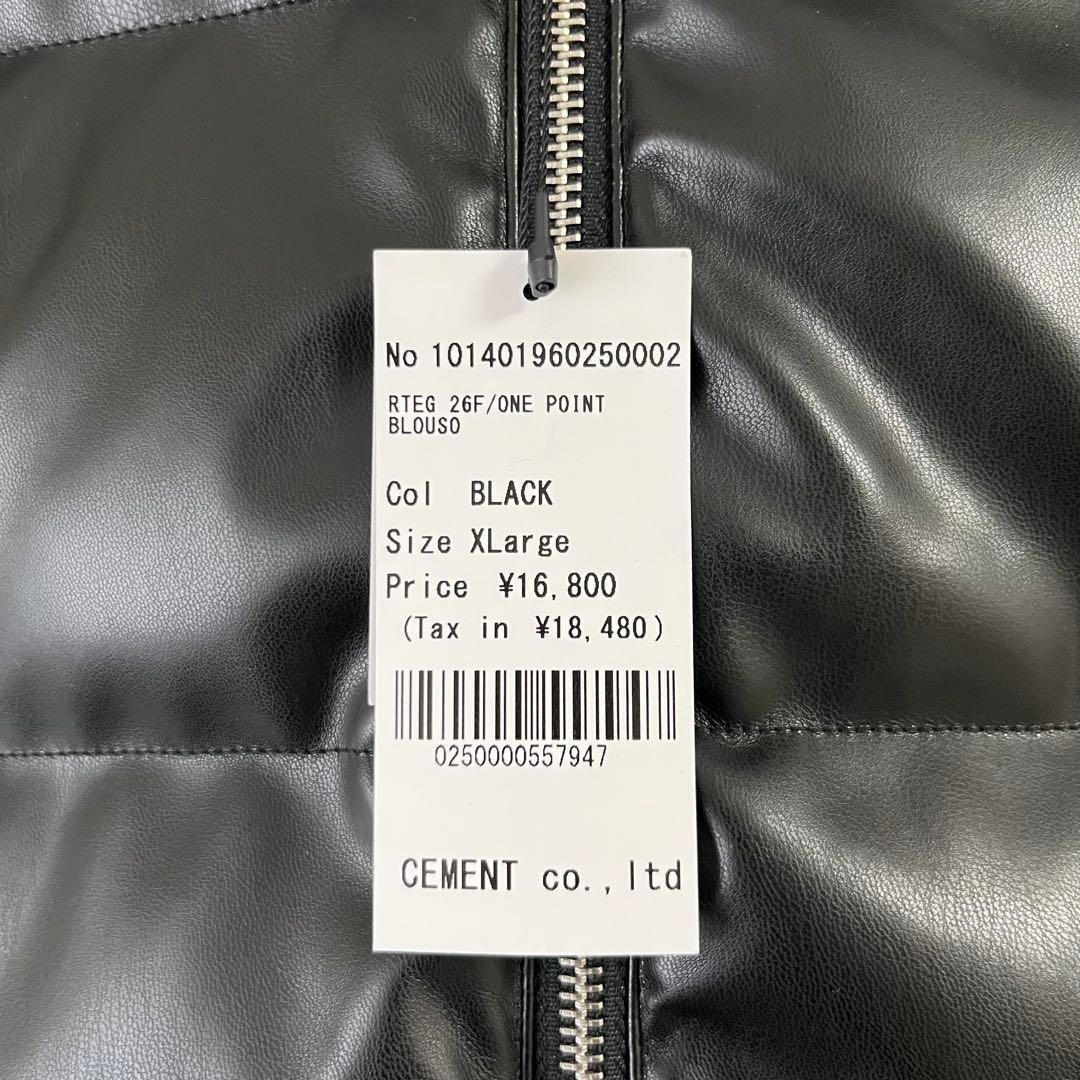 No 101401960250002
RTEG 26F/ONE POINT
BLOUSO
Col BLACK
Size XLarge
Price ¥16,800
(Tax in ¥18,480)
0250000557947
CEMENT co.,ltd